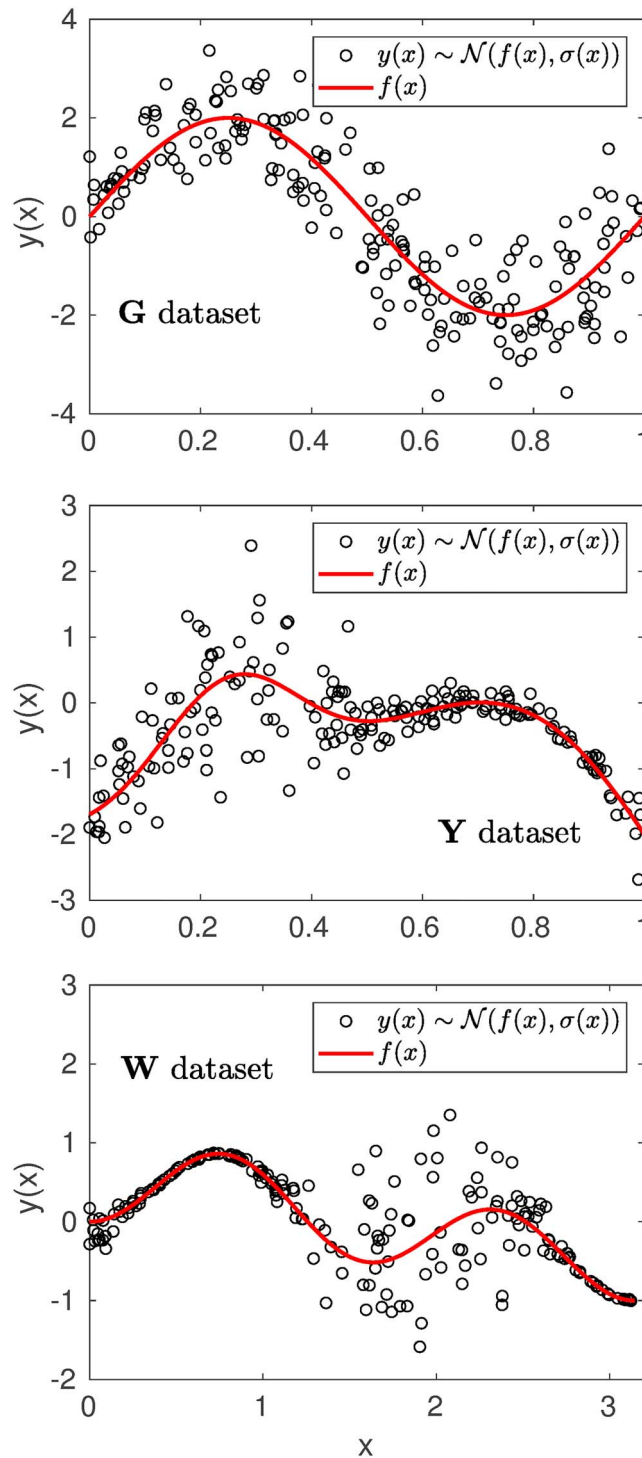 4
2
0
-2
-4
y(x)
y(x) ∼ 𝒩(f(x), σ(x))
f(x)
G dataset
0 0.2 0.4 0.6 0.8 1
3
2
1
0
-1
-2
-3
y(x)
y(x) ∼ 𝒩(f(x), σ(x))
f(x)
Y dataset
0 0.2 0.4 0.6 0.8 1
3
2
1
0
-1
-2
y(x)
y(x) ∼ 𝒩(f(x), σ(x))
f(x)
W dataset
0 1 2 3
x